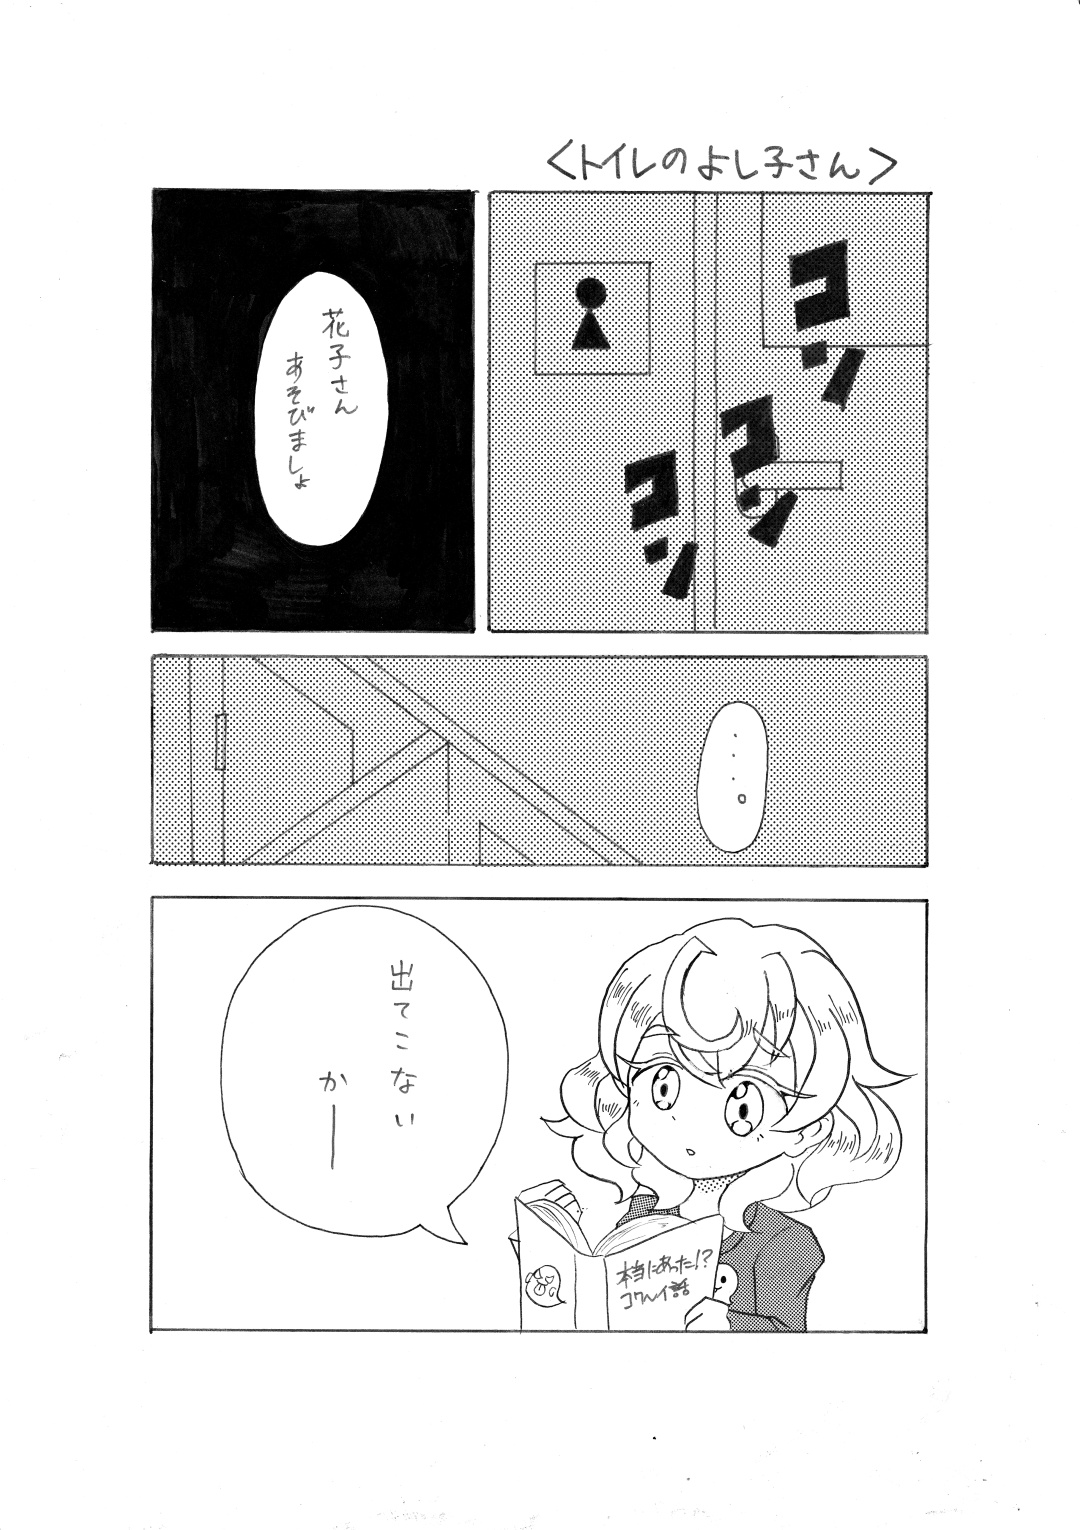 <トイレのよし子さん>
コン
コン
コン
花子さん
あそびましょ
・・・・。
出てこない
かー
本当にあった!?
コワ~イ話